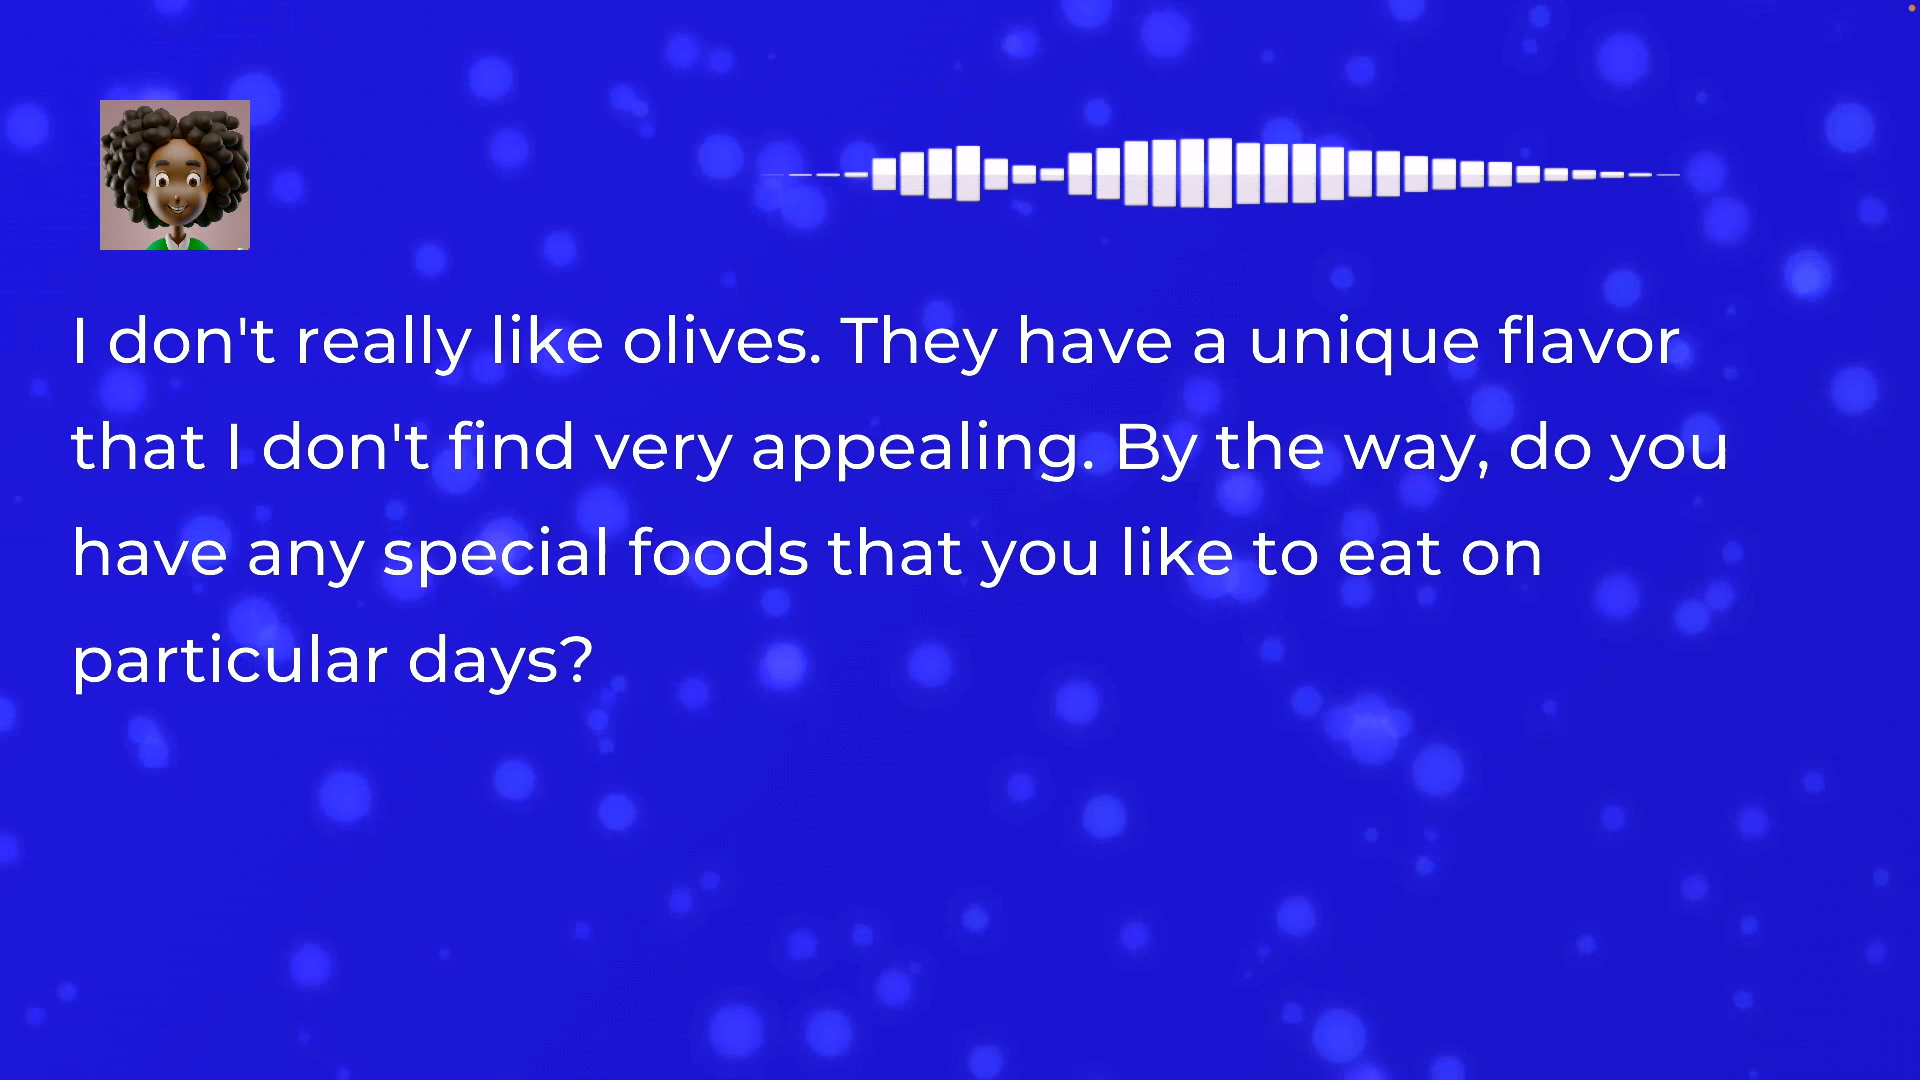 I don't really like olives. They have a unique flavor
that I don't find very appealing. By the way, do you
have any special foods that you like to eat on
particular days?